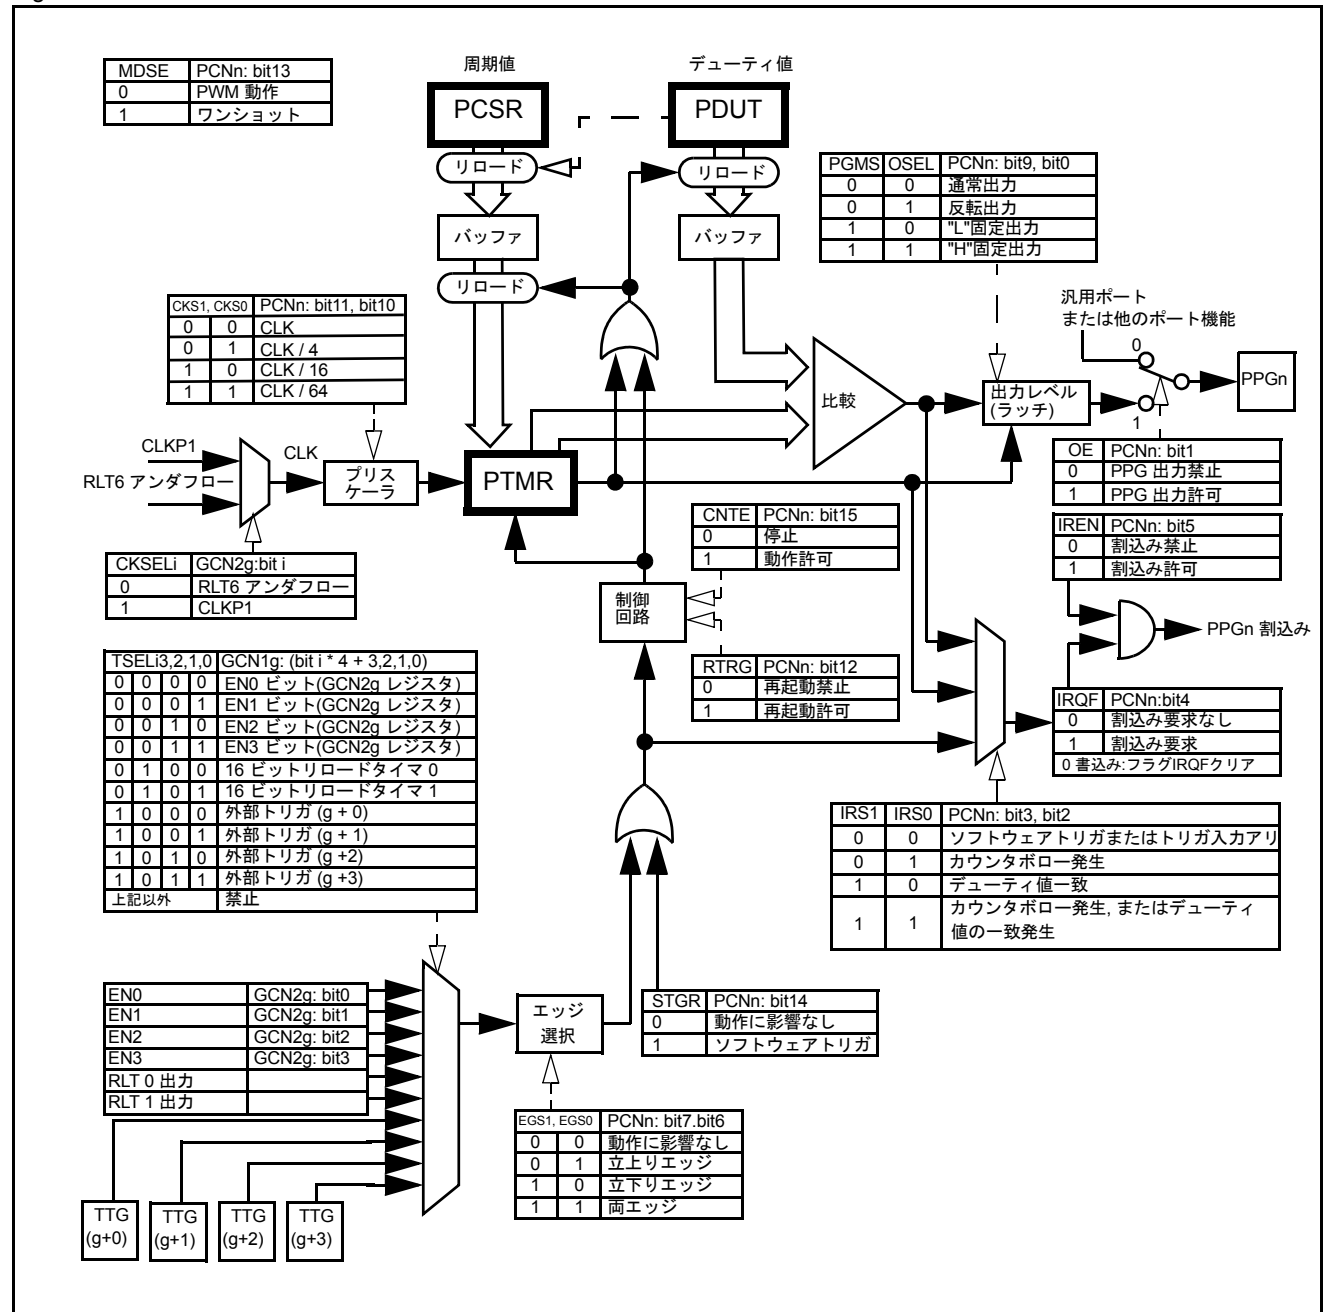 周期値
デューティ値
MDSE PCNn: bit13
0 PWM 動作
1 ワンショット
PCSR
PDUT
リロード
リロード
バッファ
バッファ
リロード
PGMS OSEL PCNn: bit9, bit0
0 0 通常出力
0 1 反転出力
1 0 "L"固定出力
1 1 "H"固定出力
CKS1, CKS0 PCNn: bit11, bit10
0 0 CLK
0 1 CLK / 4
1 0 CLK / 16
1 1 CLK / 64
汎用ポート
または他のポート機能
0
1
PPGn
比較
出力レベル
(ラッチ)
CLKP1
RLT6 アンダフロー
CLK
プリス
ケーラ
PTMR
OE PCNn: bit1
0 PPG 出力禁止
1 PPG 出力許可
CKSELi GCN2g:bit i
0 RLT6 アンダフロー
1 CLKP1
CNTE PCNn: bit15
0 停止
1 動作許可
IREN PCNn: bit5
0 割込み禁止
1 割込み許可
制御
回路
PPGn 割込み
RTRG PCNn: bit12
0 再起動禁止
1 再起動許可
IRQF PCNn:bit4
0 割込み要求なし
1 割込み要求
0 書込み:フラグIRQFクリア
TSELi3,2,1,0 GCN1g: (bit i * 4 + 3,2,1,0)
0 0 0 0 EN0 ビット(GCN2g レジスタ)
0 0 0 1 EN1 ビット(GCN2g レジスタ)
0 0 1 0 EN2 ビット(GCN2g レジスタ)
0 0 1 1 EN3 ビット(GCN2g レジスタ)
0 1 0 0 16 ビットリロードタイマ 0
0 1 0 1 16 ビットリロードタイマ 1
1 0 0 0 外部トリガ (g + 0)
1 0 0 1 外部トリガ (g + 1)
1 0 1 0 外部トリガ (g +2)
1 0 1 1 外部トリガ (g +3)
上記以外 禁止
IRS1 IRS0 PCNn: bit3, bit2
0 0 ソフトウェアトリガまたはトリガ入力アリ
0 1 カウンタボロー発生
1 0 デューティ値一致
1 1 カウンタボロー発生, またはデューティ
値の一致発生
EN0 GCN2g: bit0
EN1 GCN2g: bit1
EN2 GCN2g: bit2
EN3 GCN2g: bit3
RLT 0 出力
RLT 1 出力
エッジ
選択
STGR PCNn: bit14
0 動作に影響なし
1 ソフトウェアトリガ
EGS1, EGS0 PCNn: bit7.bit6
0 0 動作に影響なし
0 1 立上りエッジ
1 0 立下りエッジ
1 1 両エッジ
TTG
(g+0)
TTG
(g+1)
TTG
(g+2)
TTG
(g+3)